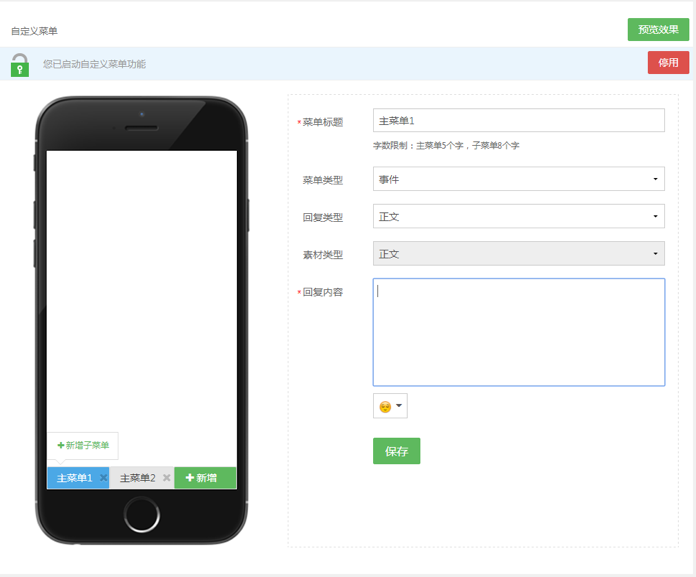 自定义菜单
预览效果
您已启动自定义菜单功能
停用
*菜单标题
主菜单1
字数限制：主菜单5个字，子菜单8个字
菜单类型
事件
回复类型
正文
素材类型
正文
*回复内容
保存
+新增子菜单
主菜单1 ×
主菜单2 ×
+ 新增